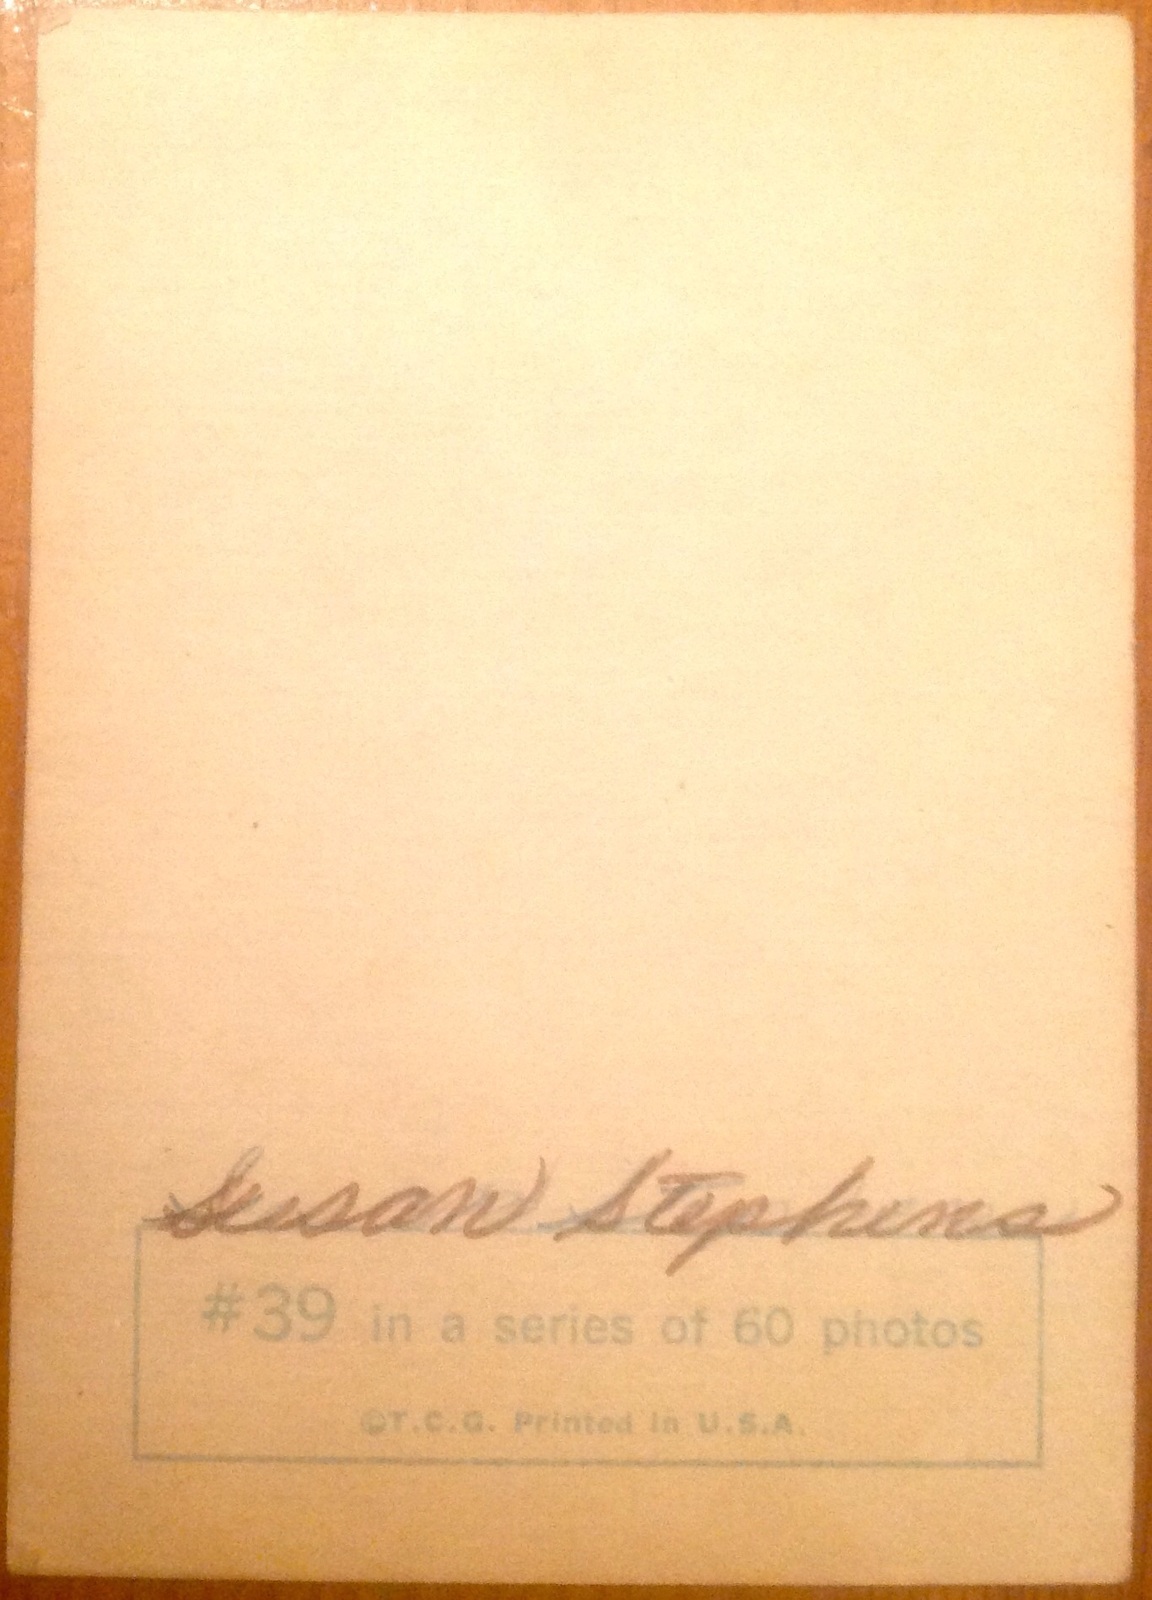 Susan Stephens
#39 in a series of 60 photos
©T.C.G. Printed in U.S.A.